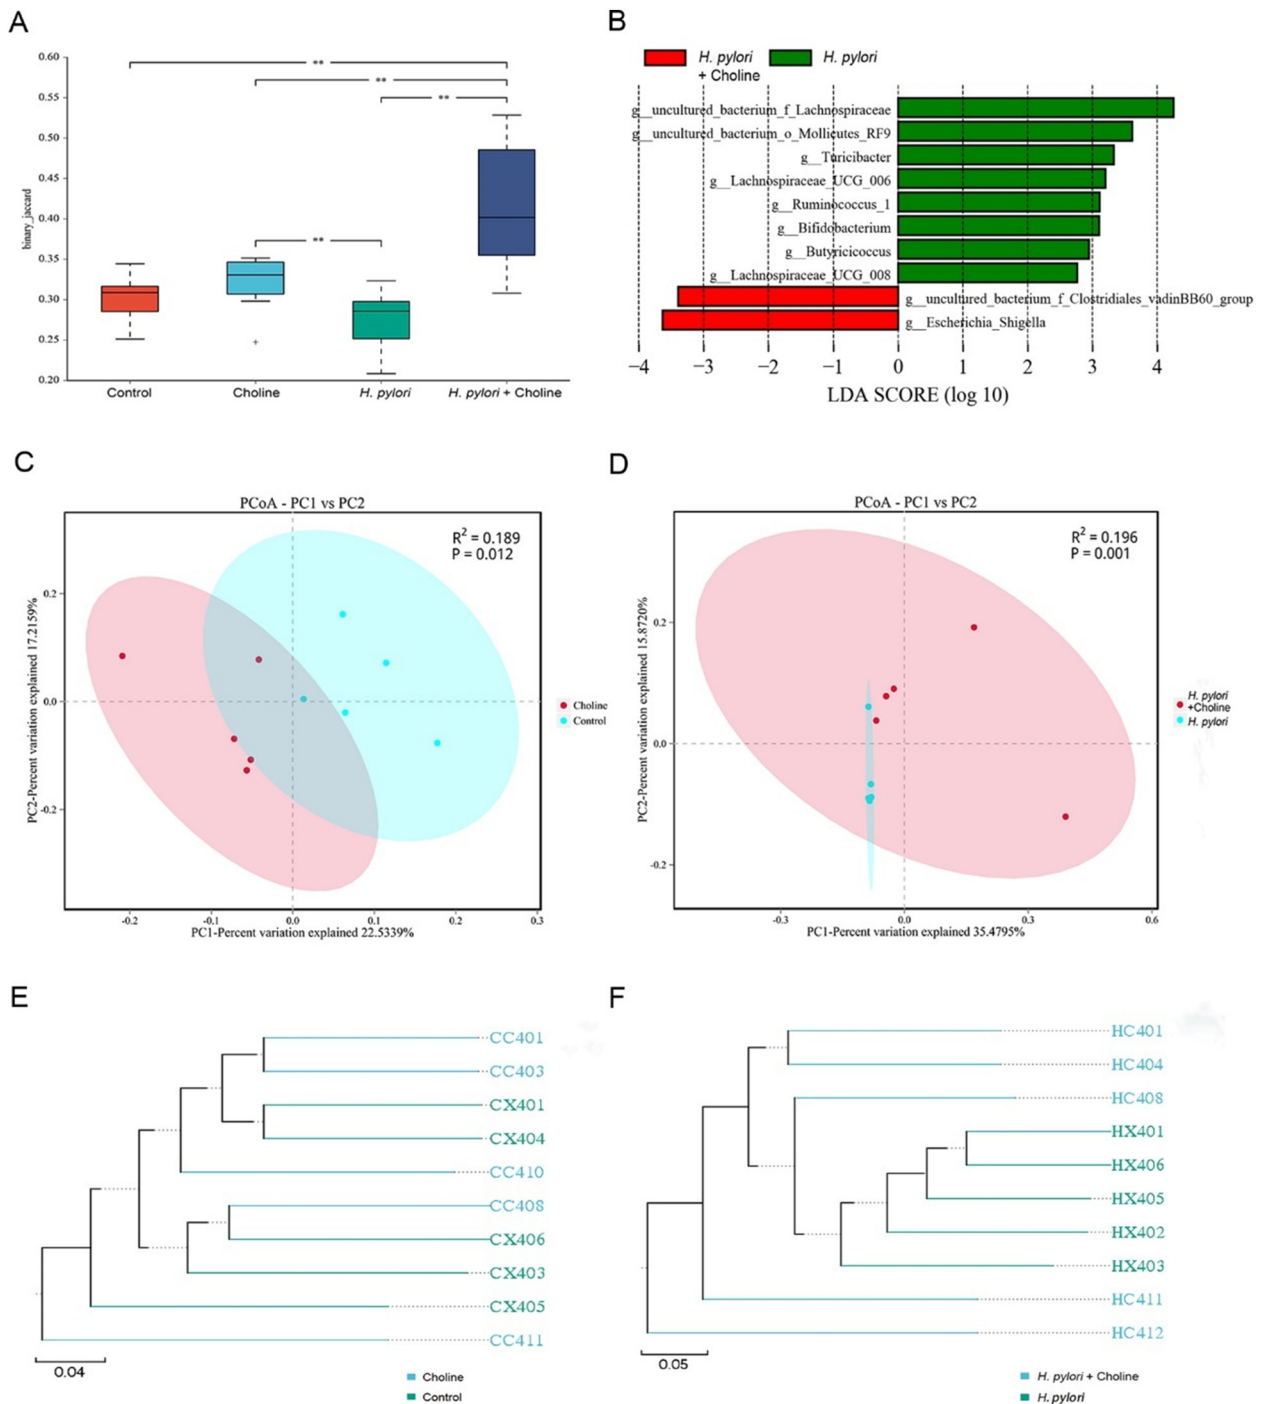 A
0.60
0.55
0.50
0.45
0.40
0.35
0.30
0.25
0.20
binary_jaccard
**
**
**
**
+
Control
Choline
H. pylori
H. pylori + Choline
B
H. pylori
+ Choline
H. pylori
g__uncultured_bacterium_f_Lachnospiraceae
g__uncultured_bacterium_o_Mollicutes_RF9
g__Turicibacter
g__Lachnospiraceae_UCG_006
g__Ruminococcus_1
g__Bifidobacterium
g__Butyricicoccus
g__Lachnospiraceae_UCG_008
g__uncultured_bacterium_f_Clostridiales_vadinBB60_group
g__Escherichia_Shigella
−4 −3 −2 −1 0 1 2 3 4
LDA SCORE (log 10)
C
PCoA - PC1 vs PC2
R² = 0.189
P = 0.012
0.2
0.0
-0.2
PC2-Percent variation explained 17.2159%
-0.2 -0.1 0.0 0.1 0.2 0.3
PC1-Percent variation explained 22.5339%
Choline
Control
D
PCoA - PC1 vs PC2
R² = 0.196
P = 0.001
0.2
0.0
-0.2
PC2-Percent variation explained 15.8720%
-0.3 0.0 0.3 0.6
PC1-Percent variation explained 35.4795%
H. pylori
+Choline
H. pylori
E
CC401
CC403
CX401
CX404
CC410
CC408
CX406
CX403
CX405
CC411
0.04
Choline
Control
F
HC401
HC404
HC408
HX401
HX406
HX405
HX402
HX403
HC411
HC412
0.05
H. pylori + Choline
H. pylori